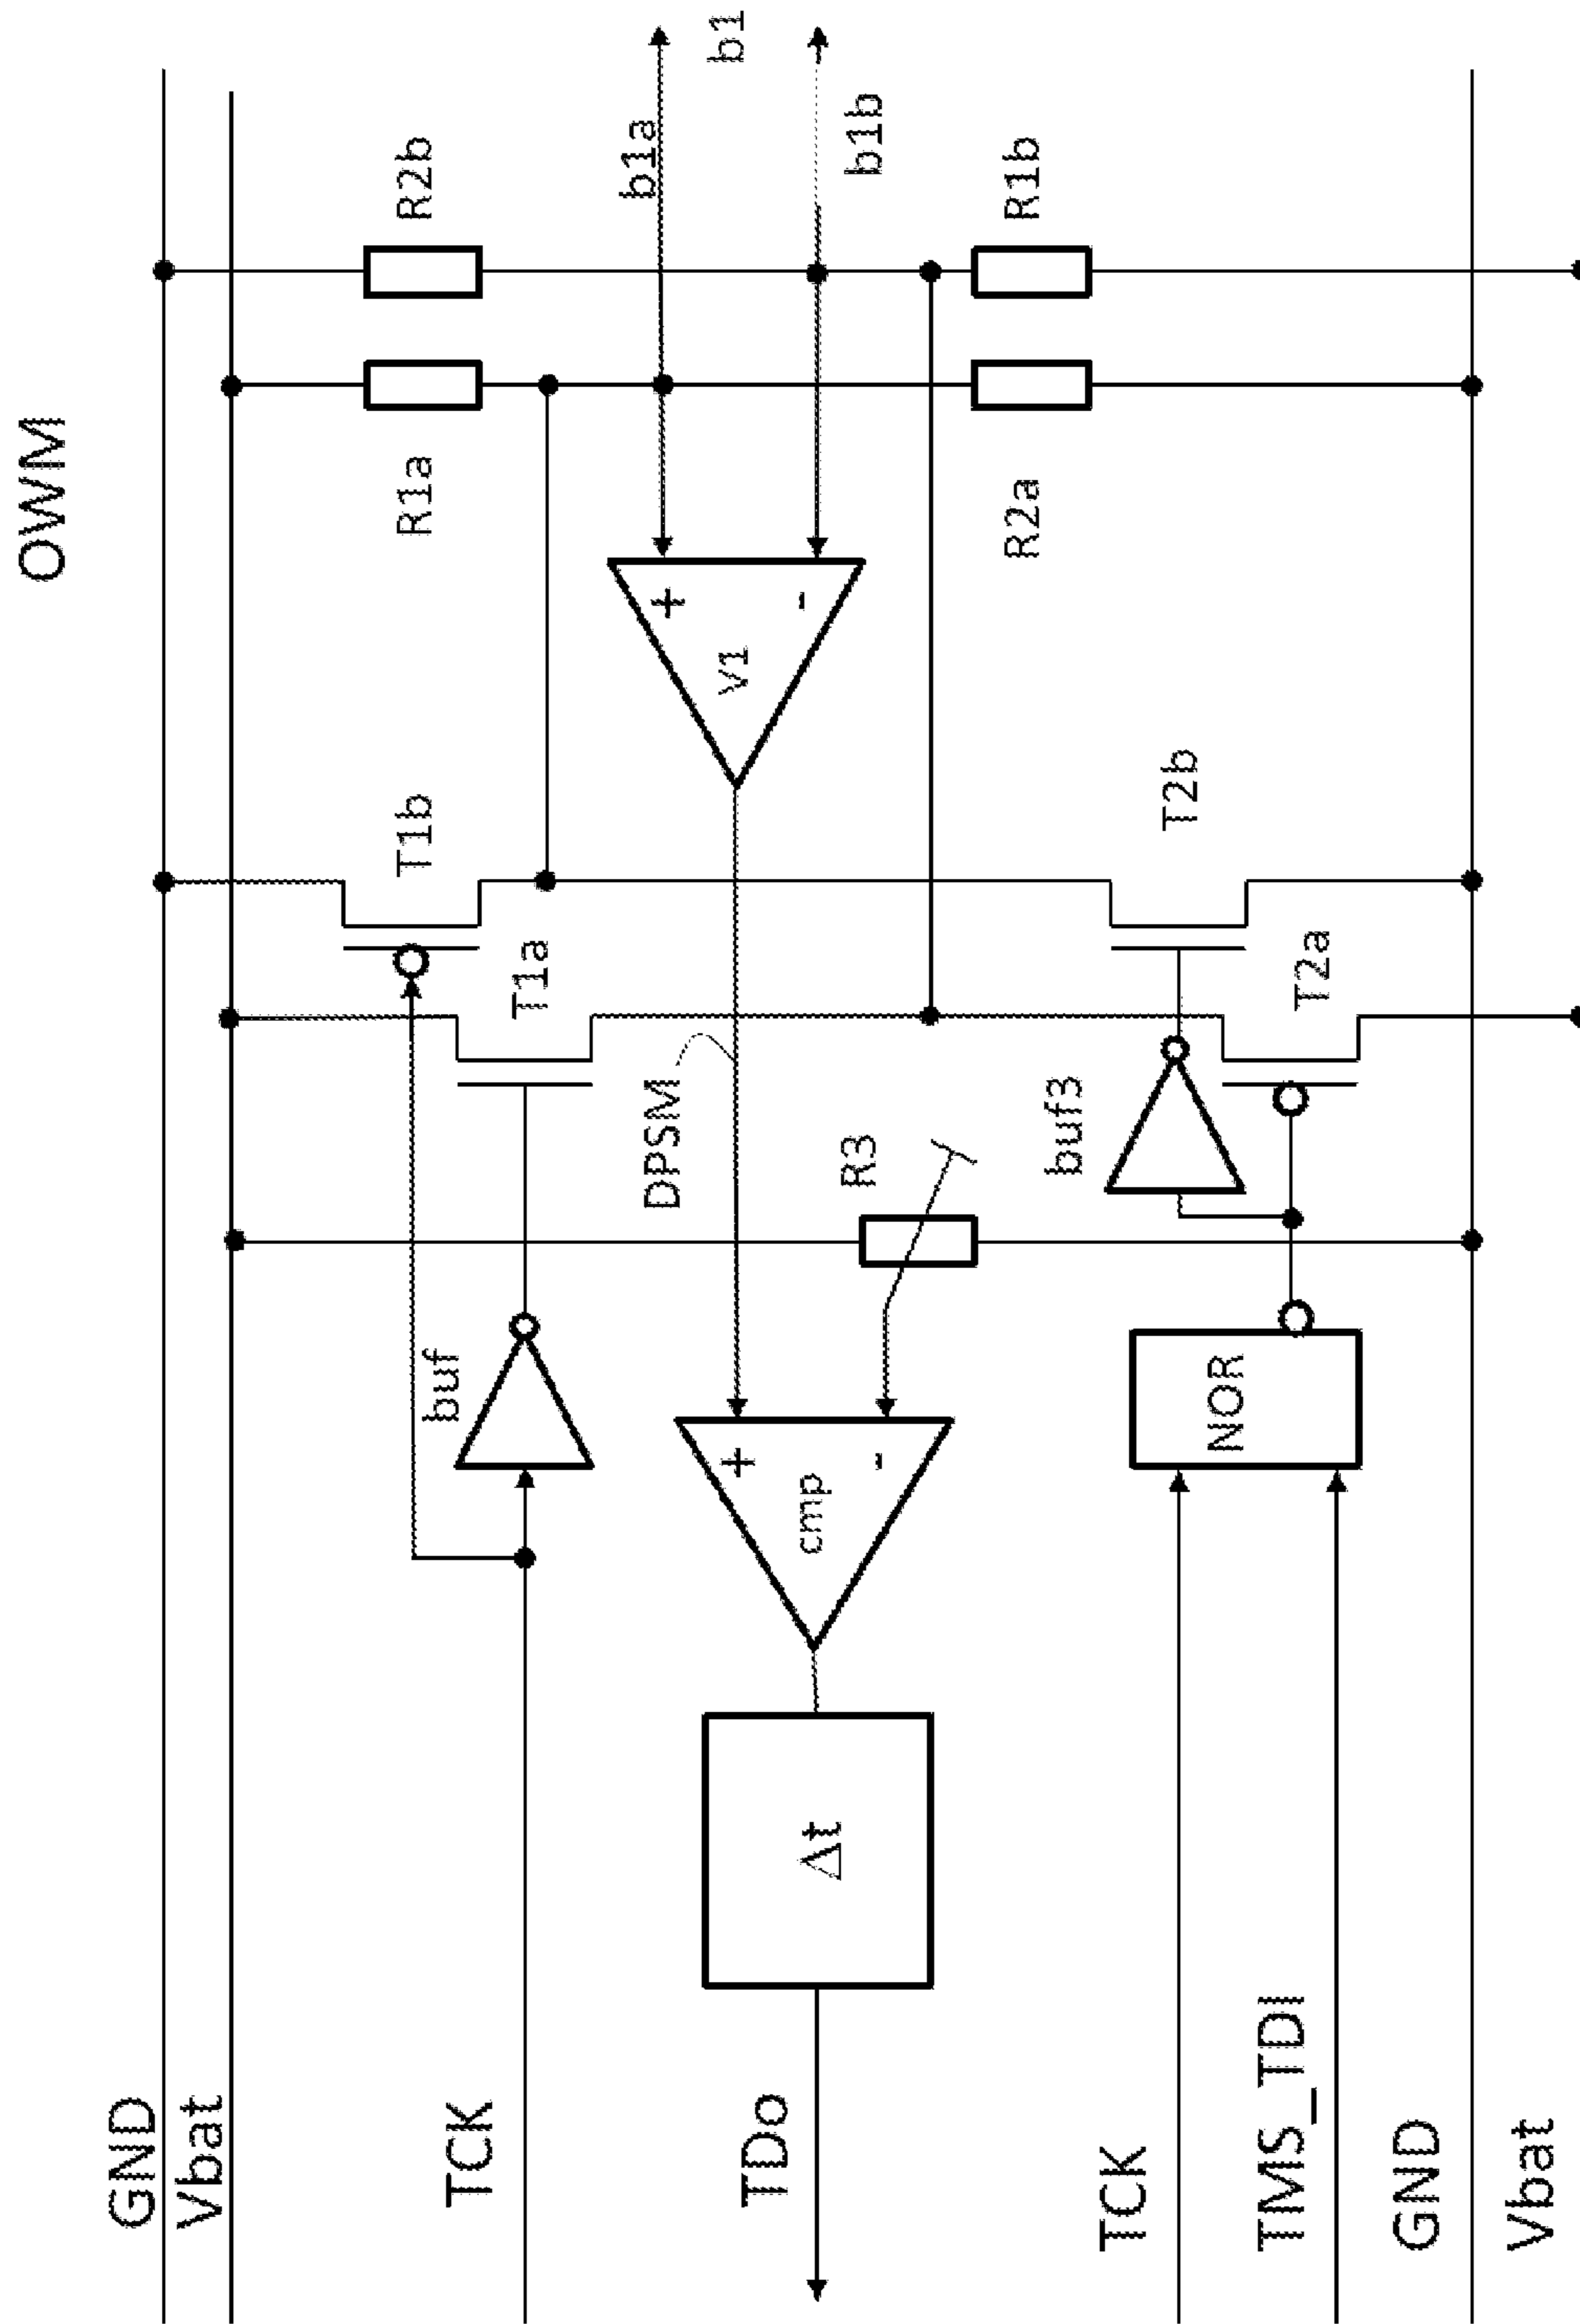 OWM
GND
Vbat
TCK
buf
T1b
T1a
R1a
R2b
b1a
b1
b1b
TDo
Δt
cmp
+
-
DPSM
R3
V1
+
-
R2a
R1b
TCK
TMS_TDI
NOR
buf3
T2a
T2b
GND
Vbat